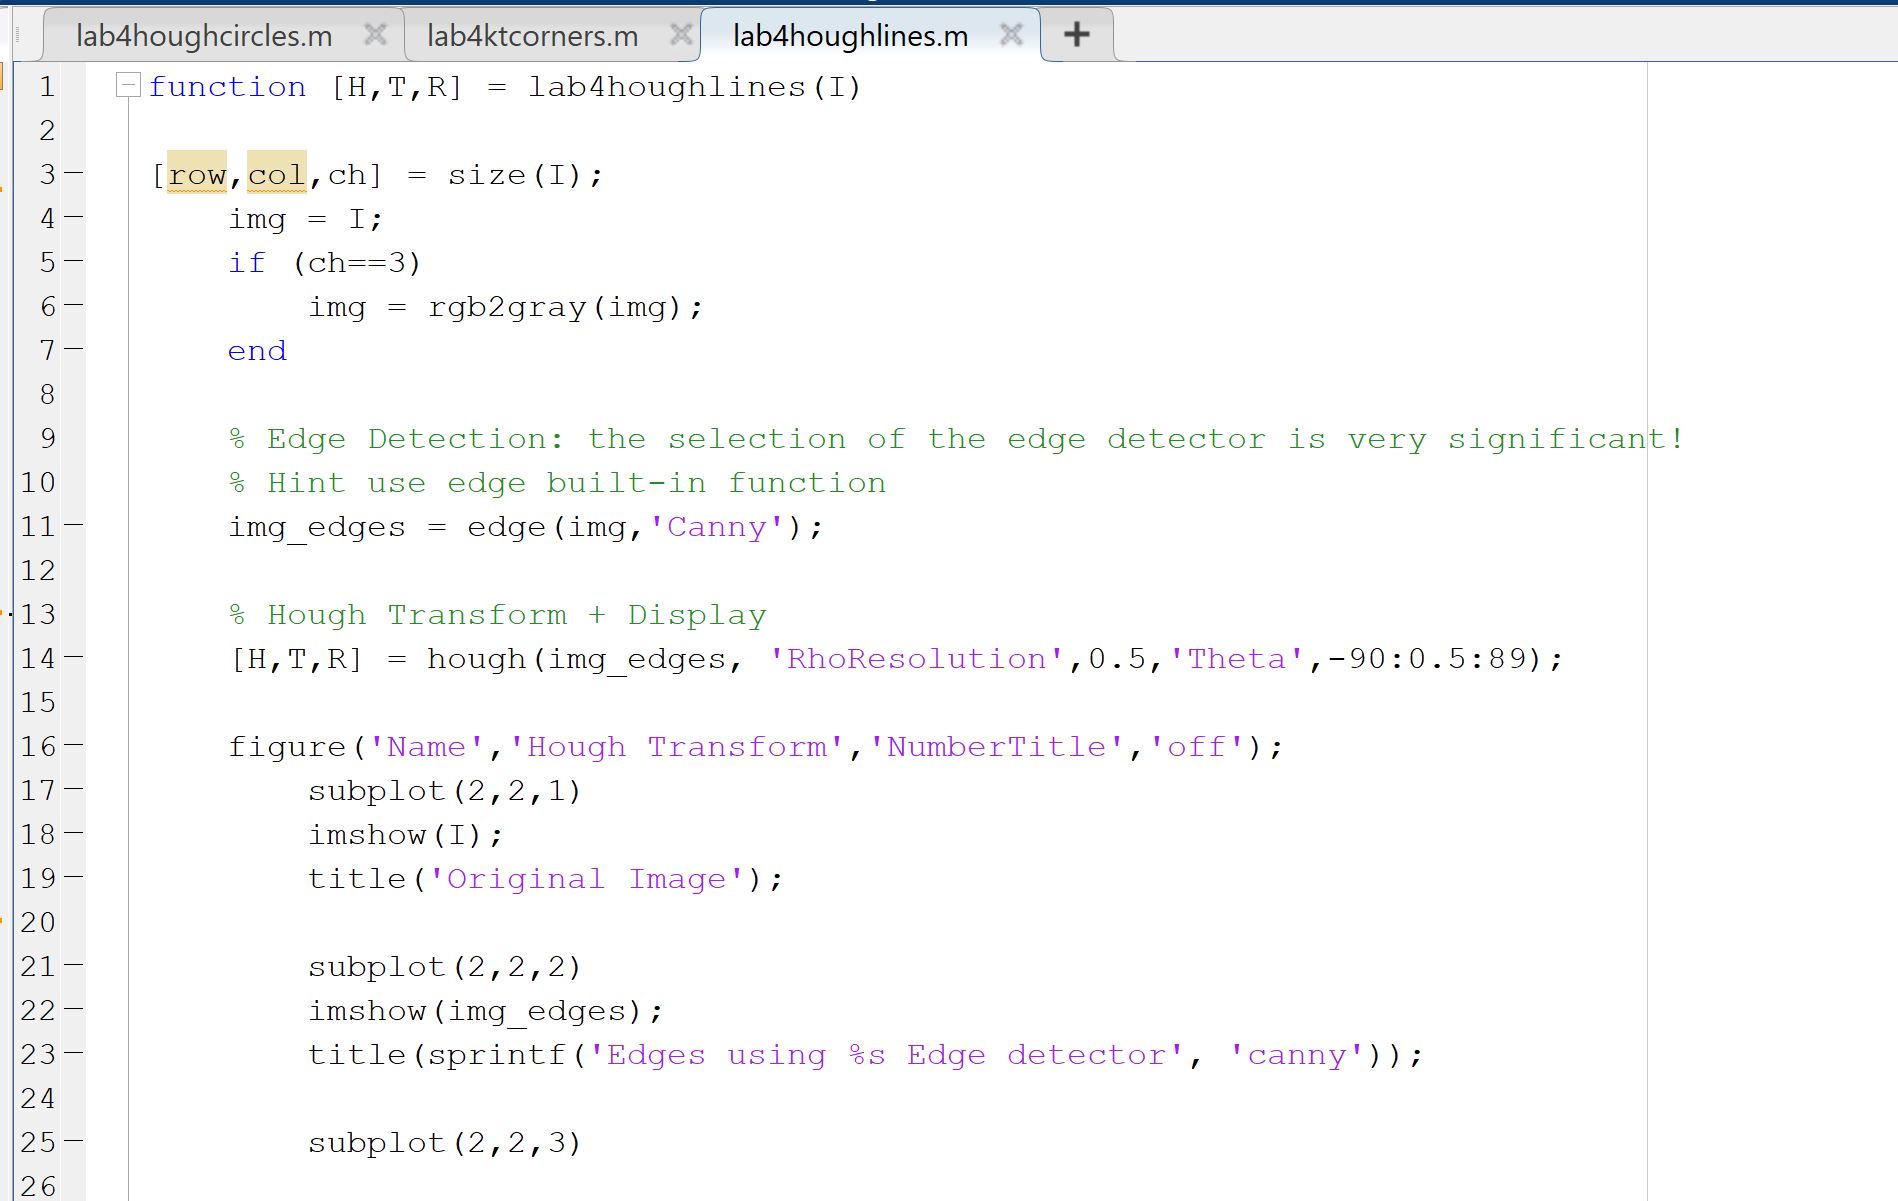 lab4houghcircles.m lab4ktcorners.m lab4houghlines.m +
1 function [H,T,R] = lab4houghlines(I)
2
3 [row,col,ch] = size(I);
4 img = I;
5 if (ch==3)
6 img = rgb2gray(img);
7 end
8
9 % Edge Detection: the selection of the edge detector is very significant!
10 % Hint use edge built-in function
11 img_edges = edge(img,'Canny');
12
13 % Hough Transform + Display
14 [H,T,R] = hough(img_edges, 'RhoResolution',0.5,'Theta',-90:0.5:89);
15
16 figure('Name','Hough Transform','NumberTitle','off');
17 subplot(2,2,1)
18 imshow(I);
19 title('Original Image');
20
21 subplot(2,2,2)
22 imshow(img_edges);
23 title(sprintf('Edges using %s Edge detector', 'canny'));
24
25 subplot(2,2,3)
26